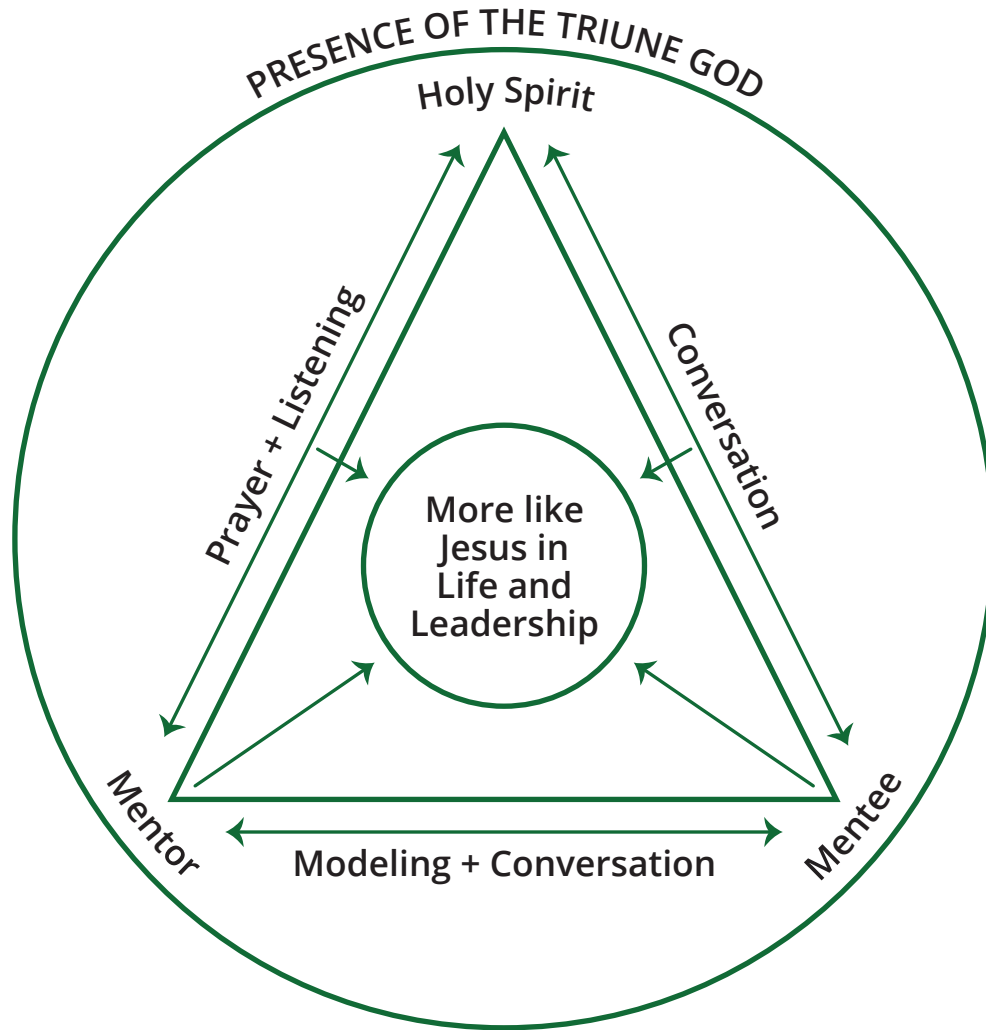 PRESENCE OF THE TRIUNE GOD
Holy Spirit
Prayer + Listening
Conversation
More like
Jesus in
Life and
Leadership
Mentor
Mentee
Modeling + Conversation